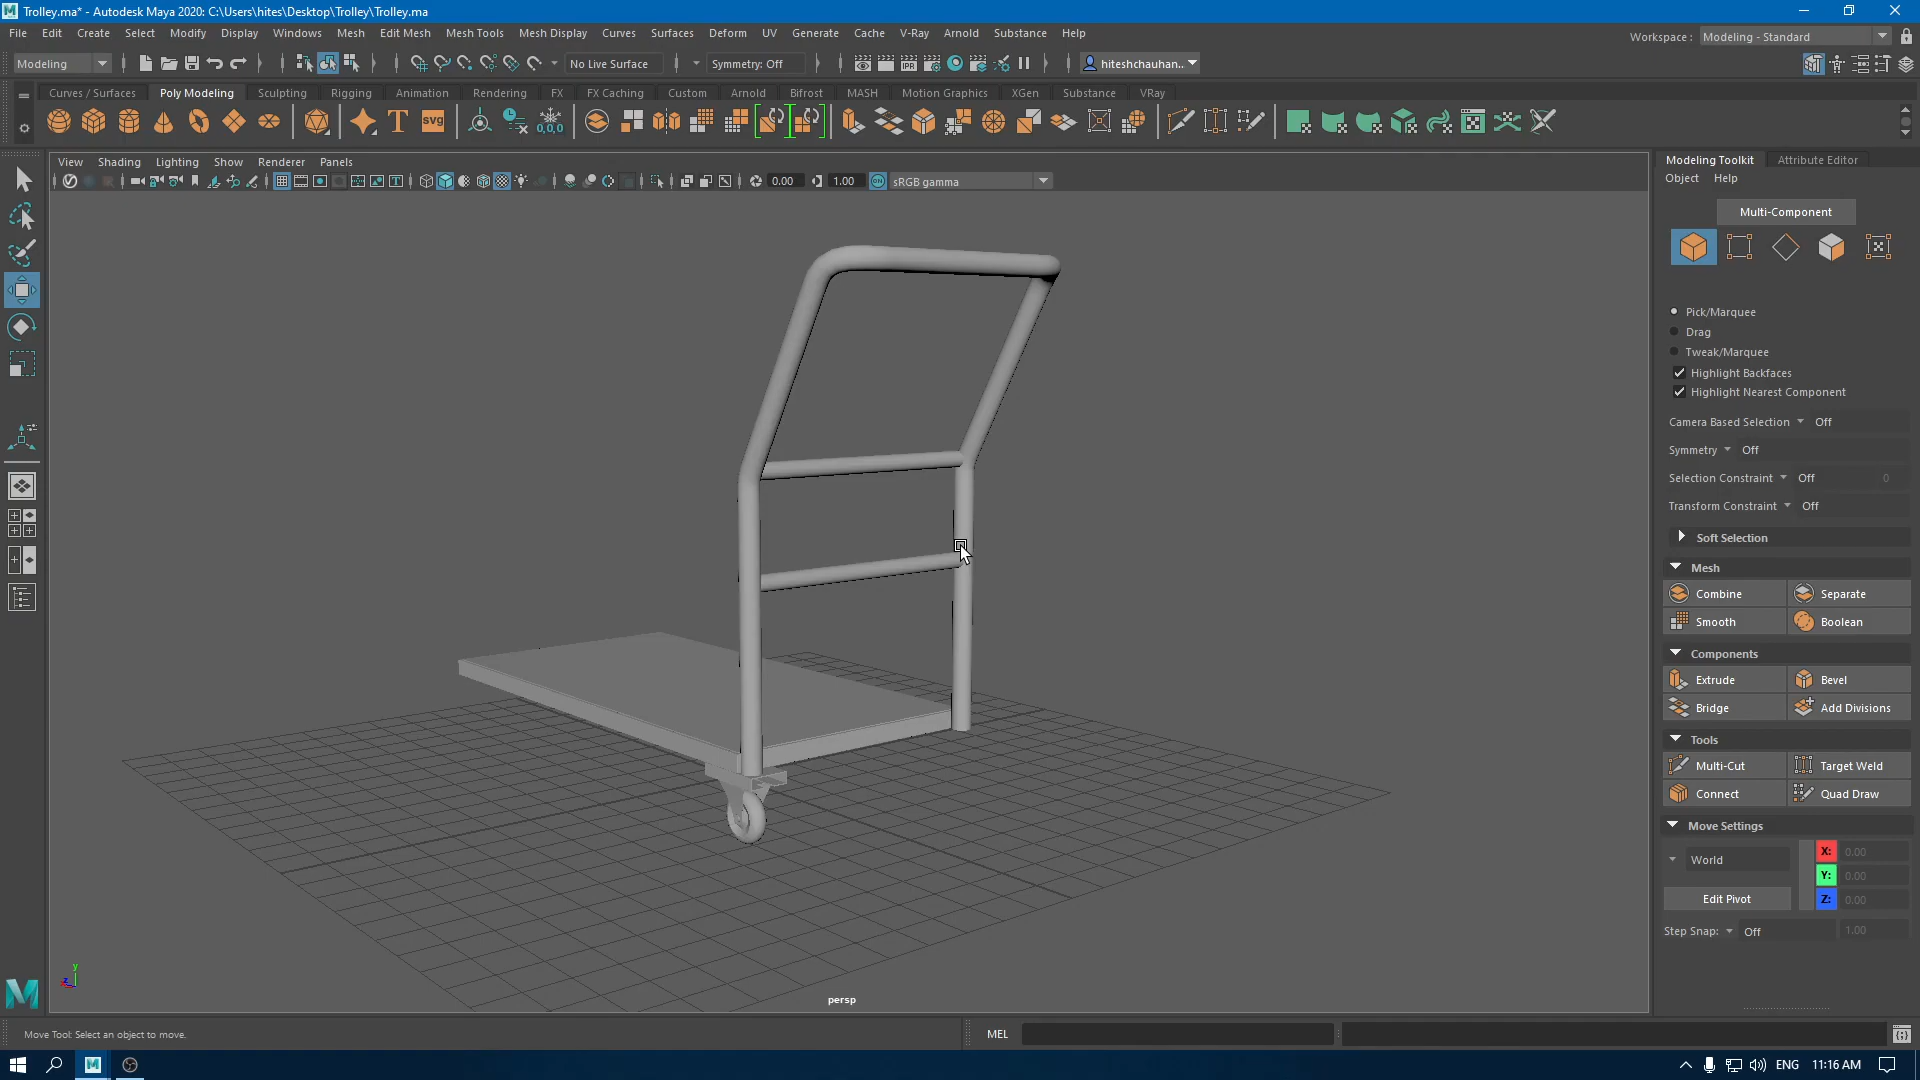 Trolley.ma* - Autodesk Maya 2020: C:\Users\hites\Desktop\Trolley\Trolley.ma
File Edit Create Select Modify Display Windows Mesh Edit Mesh Mesh Tools Mesh Display Curves Surfaces Deform UV Generate Cache V-Ray Arnold Substance Help
Workspace : Modeling - Standard
Modeling No Live Surface Symmetry: Off hiteshchauhan...
Curves / Surfaces Poly Modeling Sculpting Rigging Animation Rendering FX FX Caching Custom Arnold Bifrost MASH Motion Graphics XGen Substance VRay
T SVG 0,0,0
View Shading Lighting Show Renderer Panels
0.00 1.00 ON sRGB gamma
Modeling Toolkit Attribute Editor
Object Help
Multi-Component
Pick/Marquee
Drag
Tweak/Marquee
Highlight Backfaces
Highlight Nearest Component
Camera Based Selection Off
Symmetry Off
Selection Constraint Off 0
Transform Constraint Off
Soft Selection
Mesh
Combine Separate
Smooth Boolean
Components
Extrude Bevel
Bridge Add Divisions
Tools
Multi-Cut Target Weld
Connect Quad Draw
Move Settings
World X: 0.00
Y: 0.00
Edit Pivot Z: 0.00
Step Snap: Off 1.00
y
z
persp
Move Tool: Select an object to move.
MEL
ENG 11:16 AM